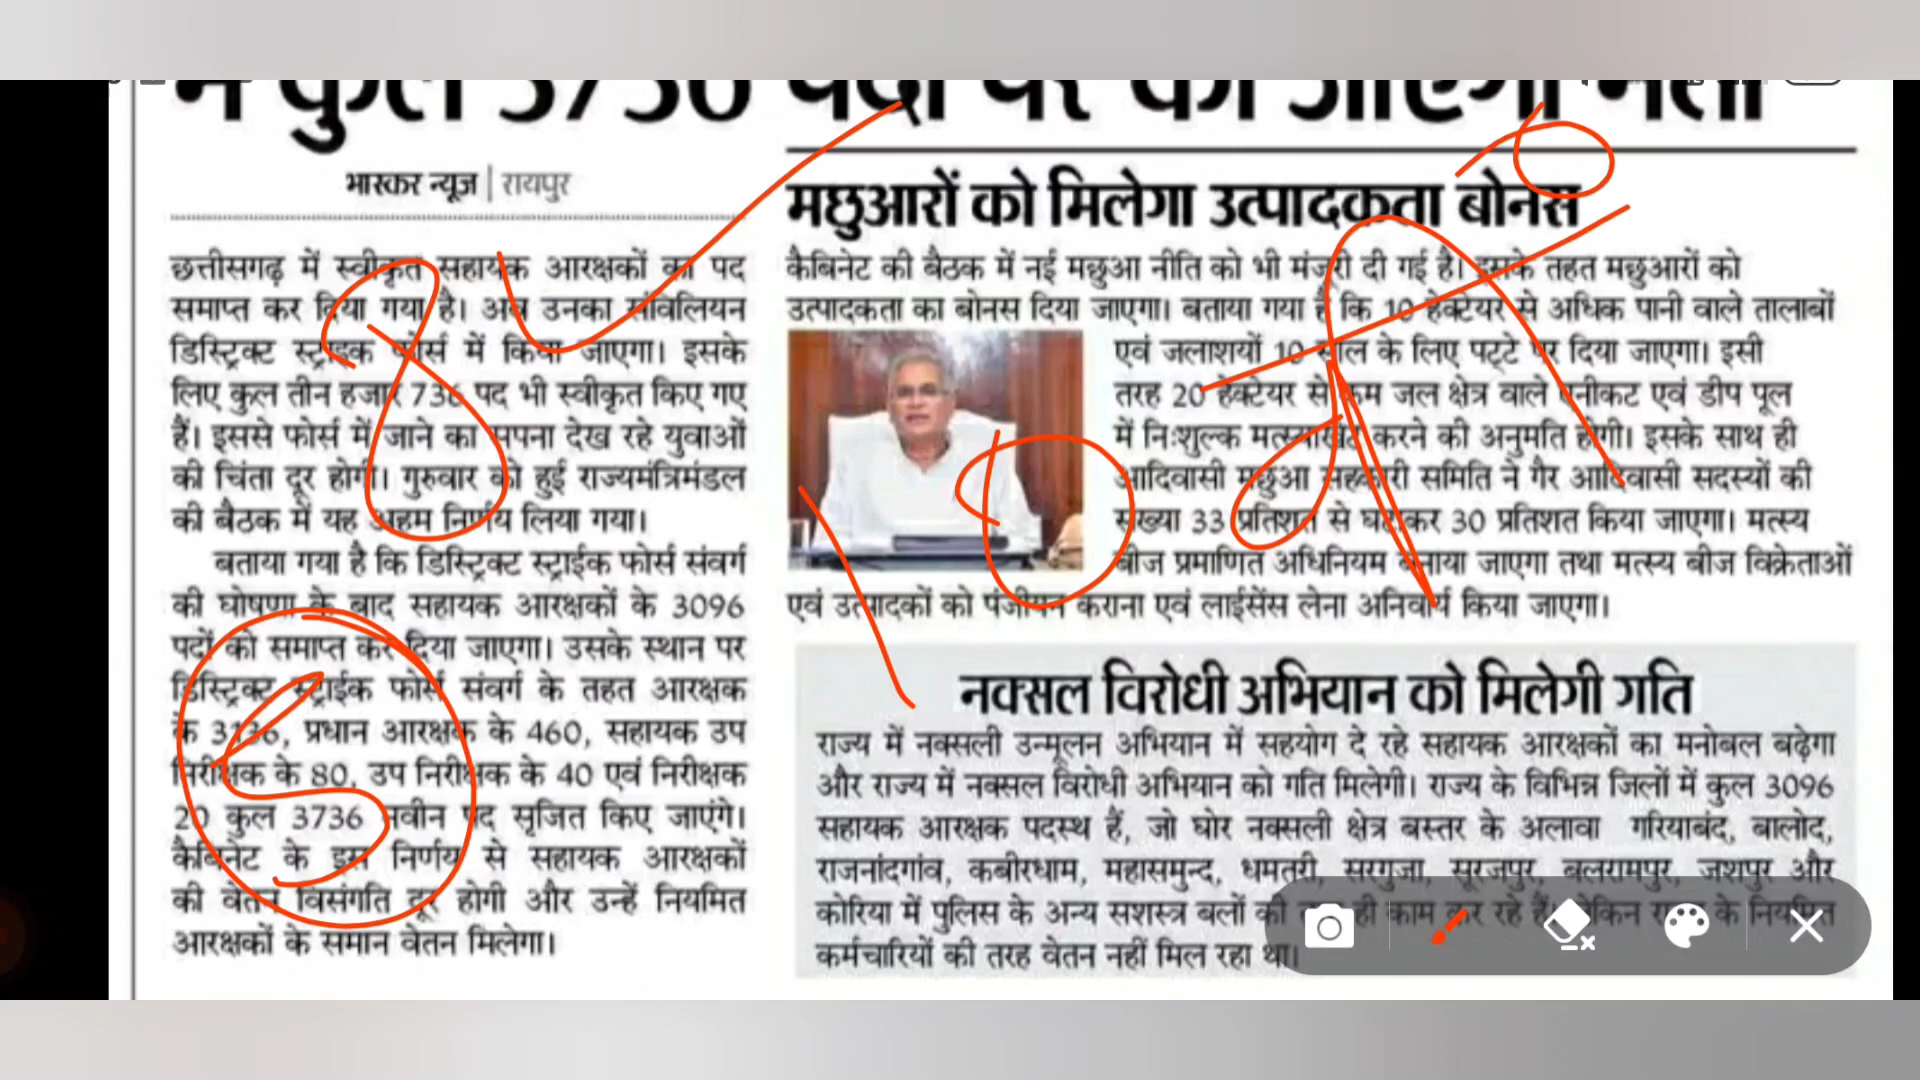 न कुल 3736 पदों पर की जाएगी भर्ती
भास्कर न्यूज | रायपुर
छत्तीसगढ़ में स्वीकृत सहायक आरक्षकों का पद
समाप्त कर दिया गया है। अब उनका संविलियन
डिस्ट्रिक्ट स्ट्राइक फोर्स में किया जाएगा। इसके
लिए कुल तीन हजार 736 पद भी स्वीकृत किए गए
हैं। इससे फोर्स में जाने का सपना देख रहे युवाओं
की चिंता दूर होगी। गुरुवार को हुई राज्यमंत्रिमंडल
की बैठक में यह अहम निर्णय लिया गया।
बताया गया है कि डिस्ट्रिक्ट स्ट्राईक फोर्स संवर्ग
की घोषणा के बाद सहायक आरक्षकों के 3096
पदों को समाप्त कर दिया जाएगा। उसके स्थान पर
डिस्ट्रिक्ट स्ट्राईक फोर्स संवर्ग के तहत आरक्षक
के 3136, प्रधान आरक्षक के 460, सहायक उप
निरीक्षक के 80, उप निरीक्षक के 40 एवं निरीक्षक
20 कुल 3736 नवीन पद सृजित किए जाएंगे।
कैबिनेट के इस निर्णय से सहायक आरक्षकों
की वेतन विसंगति दूर होगी और उन्हें नियमित
आरक्षकों के समान वेतन मिलेगा।
मछुआरों को मिलेगा उत्पादकता बोनस
कैबिनेट की बैठक में नई मछुआ नीति को भी मंजूरी दी गई है। इसके तहत मछुआरों को
उत्पादकता का बोनस दिया जाएगा। बताया गया है कि 10 हेक्टेयर से अधिक पानी वाले तालाबों
एवं जलाशयों 10 साल के लिए पट्टे पर दिया जाएगा। इसी
तरह 20 हेक्टेयर से कम जल क्षेत्र वाले एनीकट एवं डीप पूल
में निःशुल्क मत्स्याखेट करने की अनुमति होगी। इसके साथ ही
आदिवासी मछुआ सहकारी समिति ने गैर आदिवासी सदस्यों की
संख्या 33 प्रतिशत से घटाकर 30 प्रतिशत किया जाएगा। मत्स्य
बीज प्रमाणित अधिनियम बनाया जाएगा तथा मत्स्य बीज विक्रेताओं
एवं उत्पादकों को पंजीयन कराना एवं लाईसेंस लेना अनिवार्य किया जाएगा।
नक्सल विरोधी अभियान को मिलेगी गति
राज्य में नक्सली उन्मूलन अभियान में सहयोग दे रहे सहायक आरक्षकों का मनोबल बढ़ेगा
और राज्य में नक्सल विरोधी अभियान को गति मिलेगी। राज्य के विभिन्न जिलों में कुल 3096
सहायक आरक्षक पदस्थ हैं, जो घोर नक्सली क्षेत्र बस्तर के अलावा गरियाबंद, बालोद,
राजनांदगांव, कबीरधाम, महासमुन्द, धमतरी, सरगुजा, सूरजपुर, बलरामपुर, जशपुर और
कोरिया में पुलिस के अन्य सशस्त्र बलों की ही काम कर रहे हैं। लेकिन के नियमित
कर्मचारियों की तरह वेतन नहीं मिल रहा था।